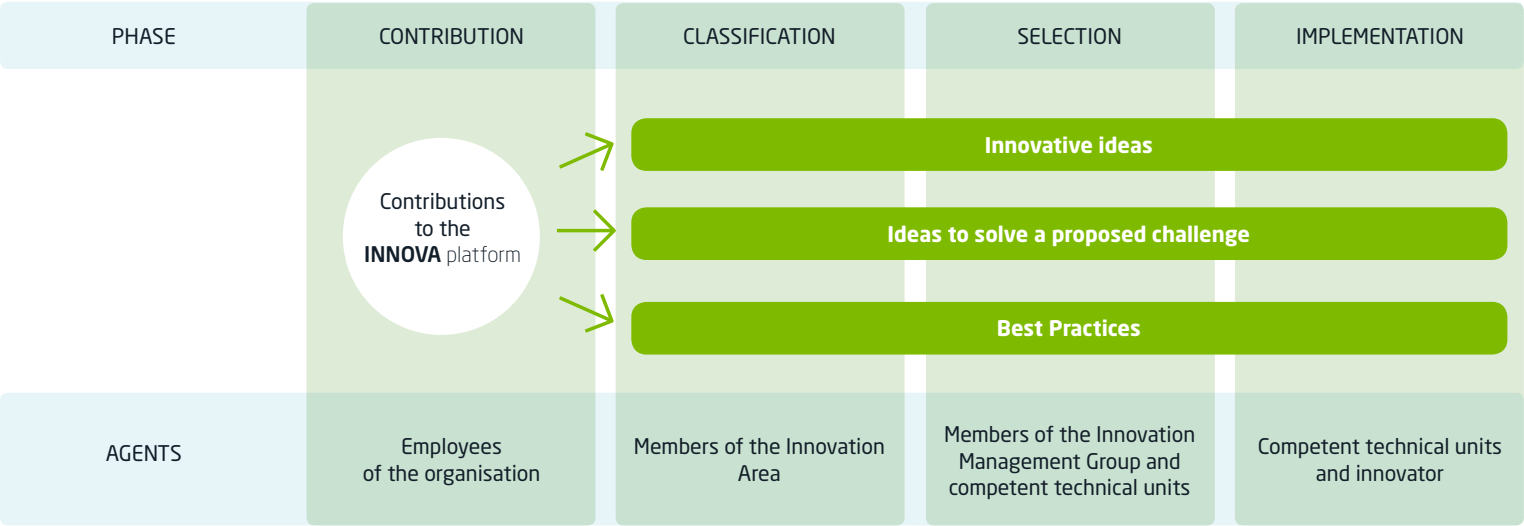 PHASE
CONTRIBUTION
CLASSIFICATION
SELECTION
IMPLEMENTATION
Contributions
to the
INNOVA platform
Innovative ideas
Ideas to solve a proposed challenge
Best Practices
AGENTS
Employees
of the organisation
Members of the Innovation
Area
Members of the Innovation
Management Group and
competent technical units
Competent technical units
and innovator